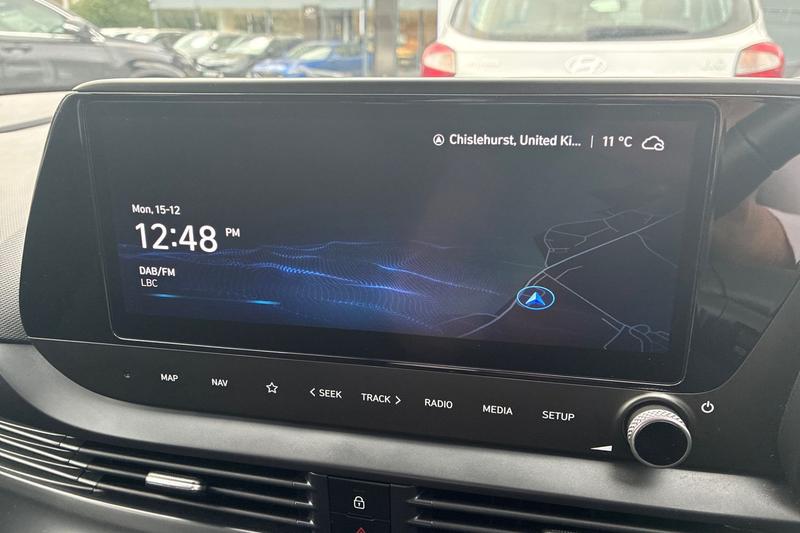 Chislehurst, United Ki... | 11 °C
Mon, 15-12
12:48 PM
DAB/FM
LBC
MAP
NAV
< SEEK
TRACK >
RADIO
MEDIA
SETUP